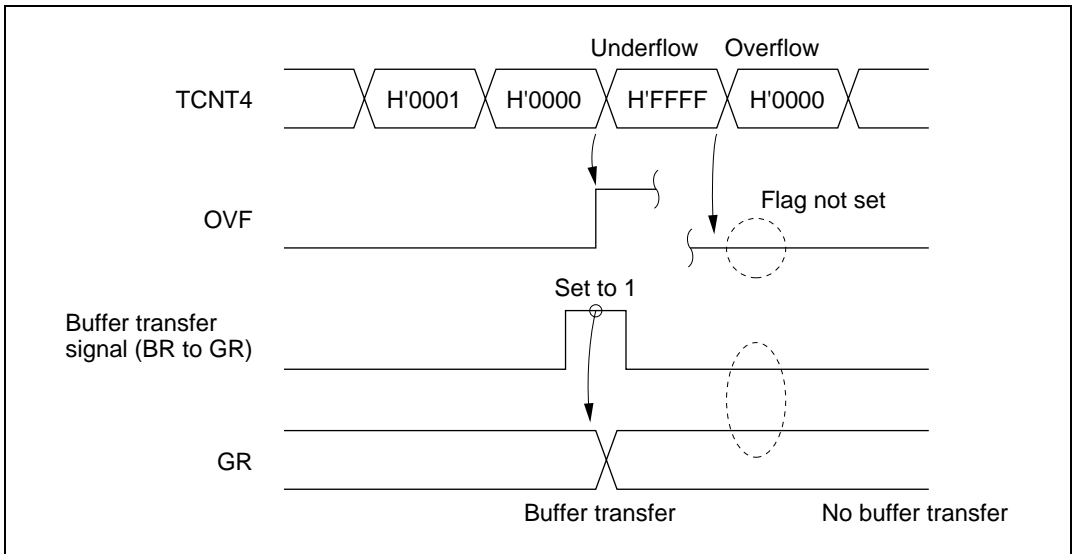 Underflow Overflow
TCNT4 H'0001 H'0000 H'FFFF H'0000
Flag not set
OVF
Set to 1
Buffer transfer
signal (BR to GR)
GR
Buffer transfer No buffer transfer